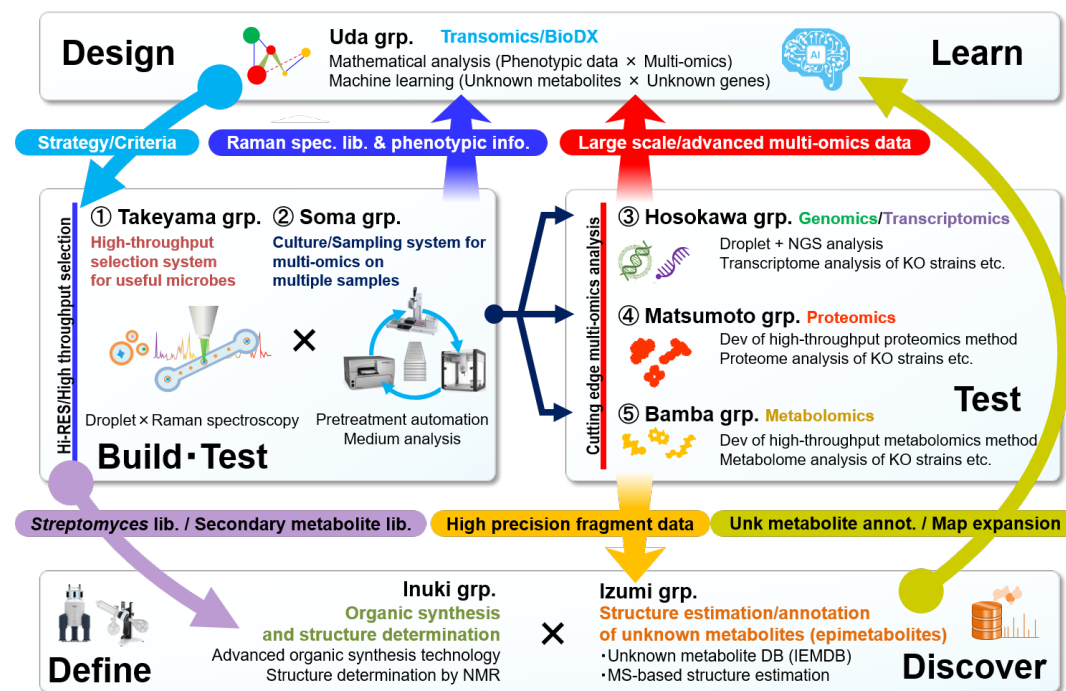 Design
Uda grp. Transomics/BioDX
Mathematical analysis (Phenotypic data × Multi-omics)
Machine learning (Unknown metabolites × Unknown genes)
AI
Learn
Strategy/Criteria
Raman spec. lib. & phenotypic info.
Large scale/advanced multi-omics data
Hi-RES/High throughput selection
① Takeyama grp.
High-throughput
selection system
for useful microbes
Droplet × Raman spectroscopy
② Soma grp.
Culture/Sampling system for
multi-omics on
multiple samples
×
Pretreatment automation
Medium analysis
Build・Test
Cutting edge multi-omics analysis
③ Hosokawa grp. Genomics/Transcriptomics
Droplet + NGS analysis
Transcriptome analysis of KO strains etc.
④ Matsumoto grp. Proteomics
Dev of high-throughput proteomics method
Proteome analysis of KO strains etc.
Test
⑤ Bamba grp. Metabolomics
Dev of high-throughput metabolomics method
Metabolome analysis of KO strains etc.
Streptomyces lib. / Secondary metabolite lib.
High precision fragment data
Unk metabolite annot. / Map expansion
Define
Inuki grp.
Organic synthesis
and structure determination
Advanced organic synthesis technology
Structure determination by NMR
×
Izumi grp.
Structure estimation/annotation
of unknown metabolites (epimetabolites)
・Unknown metabolite DB (IEMDB)
・MS-based structure estimation
Discover